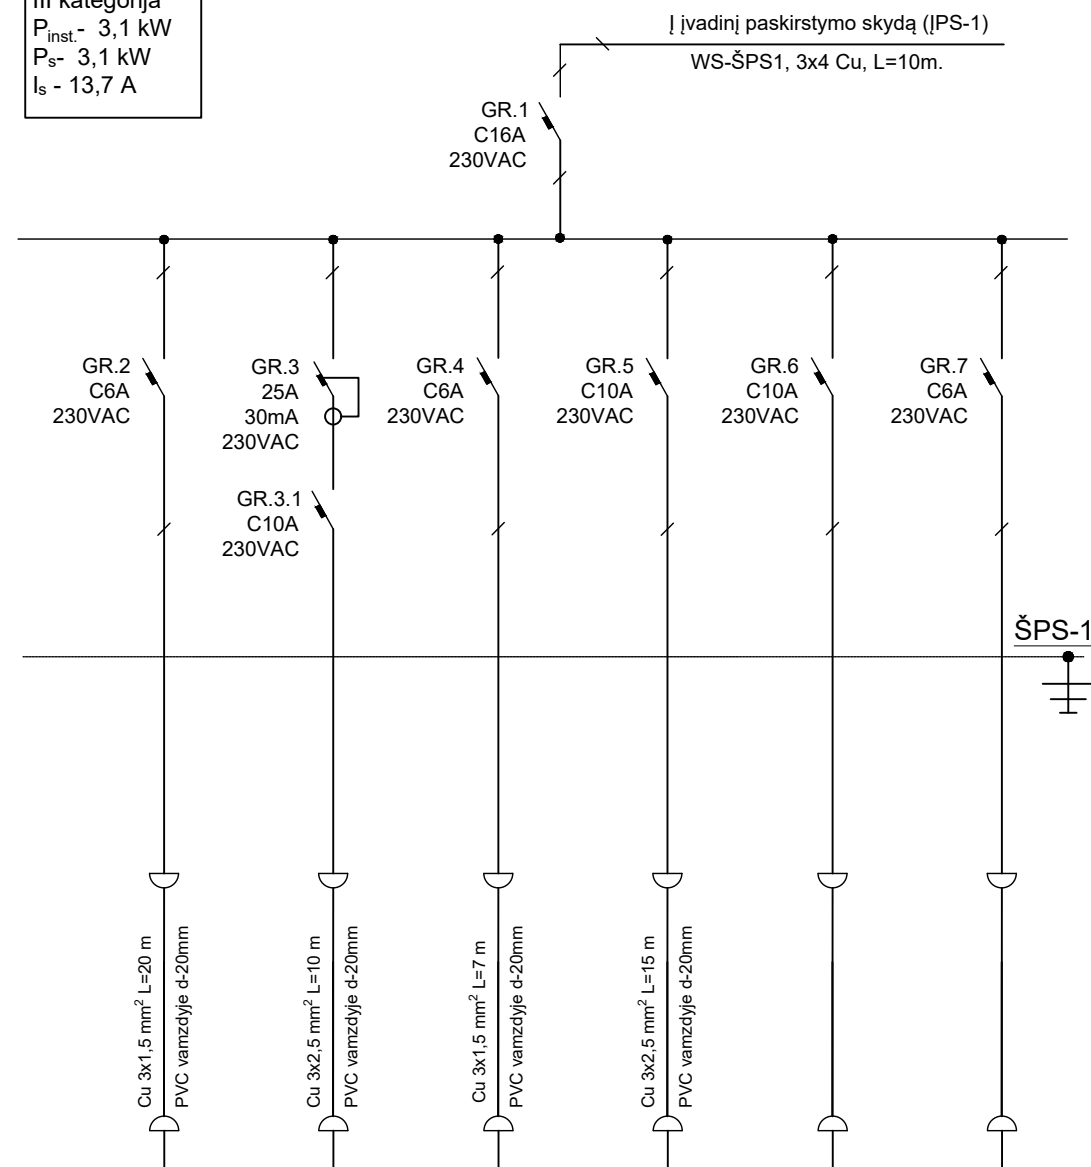 III kategorija
Pinst.- 3,1 kW
Ps- 3,1 kW
Is - 13,7 A
Į įvadinį paskirstymo skydą (ĮPS-1)
WS-ŠPS1, 3x4 Cu, L=10m.
GR.1
C16A
230VAC
GR.2
C6A
230VAC
GR.3
25A
30mA
230VAC
GR.3.1
C10A
230VAC
GR.4
C6A
230VAC
GR.5
C10A
230VAC
GR.6
C10A
230VAC
GR.7
C6A
230VAC
ŠPS-1
Cu 3x1,5 mm² L=20 m
PVC vamzdyje d-20mm
Cu 3x2,5 mm² L=10 m
PVC vamzdyje d-20mm
Cu 3x1,5 mm² L=7 m
PVC vamzdyje d-20mm
Cu 3x2,5 mm² L=15 m
PVC vamzdyje d-20mm